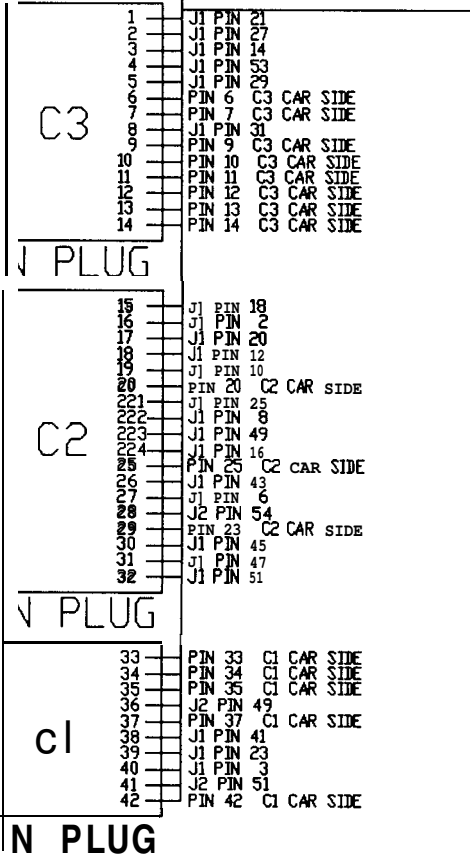 1 J1 PIN 21
2 J1 PIN 27
3 J1 PIN 14
4 J1 PIN 53
5 J1 PIN 29
6 PIN 6 C3 CAR SIDE
7 PIN 7 C3 CAR SIDE
8 J1 PIN 31
9 PIN 9 C3 CAR SIDE
10 PIN 10 C3 CAR SIDE
11 PIN 11 C3 CAR SIDE
12 PIN 12 C3 CAR SIDE
13 PIN 13 C3 CAR SIDE
14 PIN 14 C3 CAR SIDE
C3
N PLUG
15 J] PIN 18
16 J] PIN 2
17 J1 PIN 20
18 J1 PIN 12
19 J] PIN 10
20 PIN 20 C2 CAR SIDE
221 J] PIN 25
222 J1 PIN 8
223 J1 PIN 49
224 J1 PIN 16
25 PIN 25 C2 CAR SIDE
26 J1 PIN 43
27 J] PIN 6
28 J2 PIN 54
29 PIN 23 C2 CAR SIDE
30 J1 PIN 45
31 J] PIN 47
32 J1 PIN 51
C2
N PLUG
33 PIN 33 C1 CAR SIDE
34 PIN 34 C1 CAR SIDE
35 PIN 35 C1 CAR SIDE
36 J2 PIN 49
37 PIN 37 C1 CAR SIDE
38 J1 PIN 41
39 J1 PIN 23
40 J1 PIN 3
41 J2 PIN 51
42 PIN 42 C1 CAR SIDE
cl
N PLUG